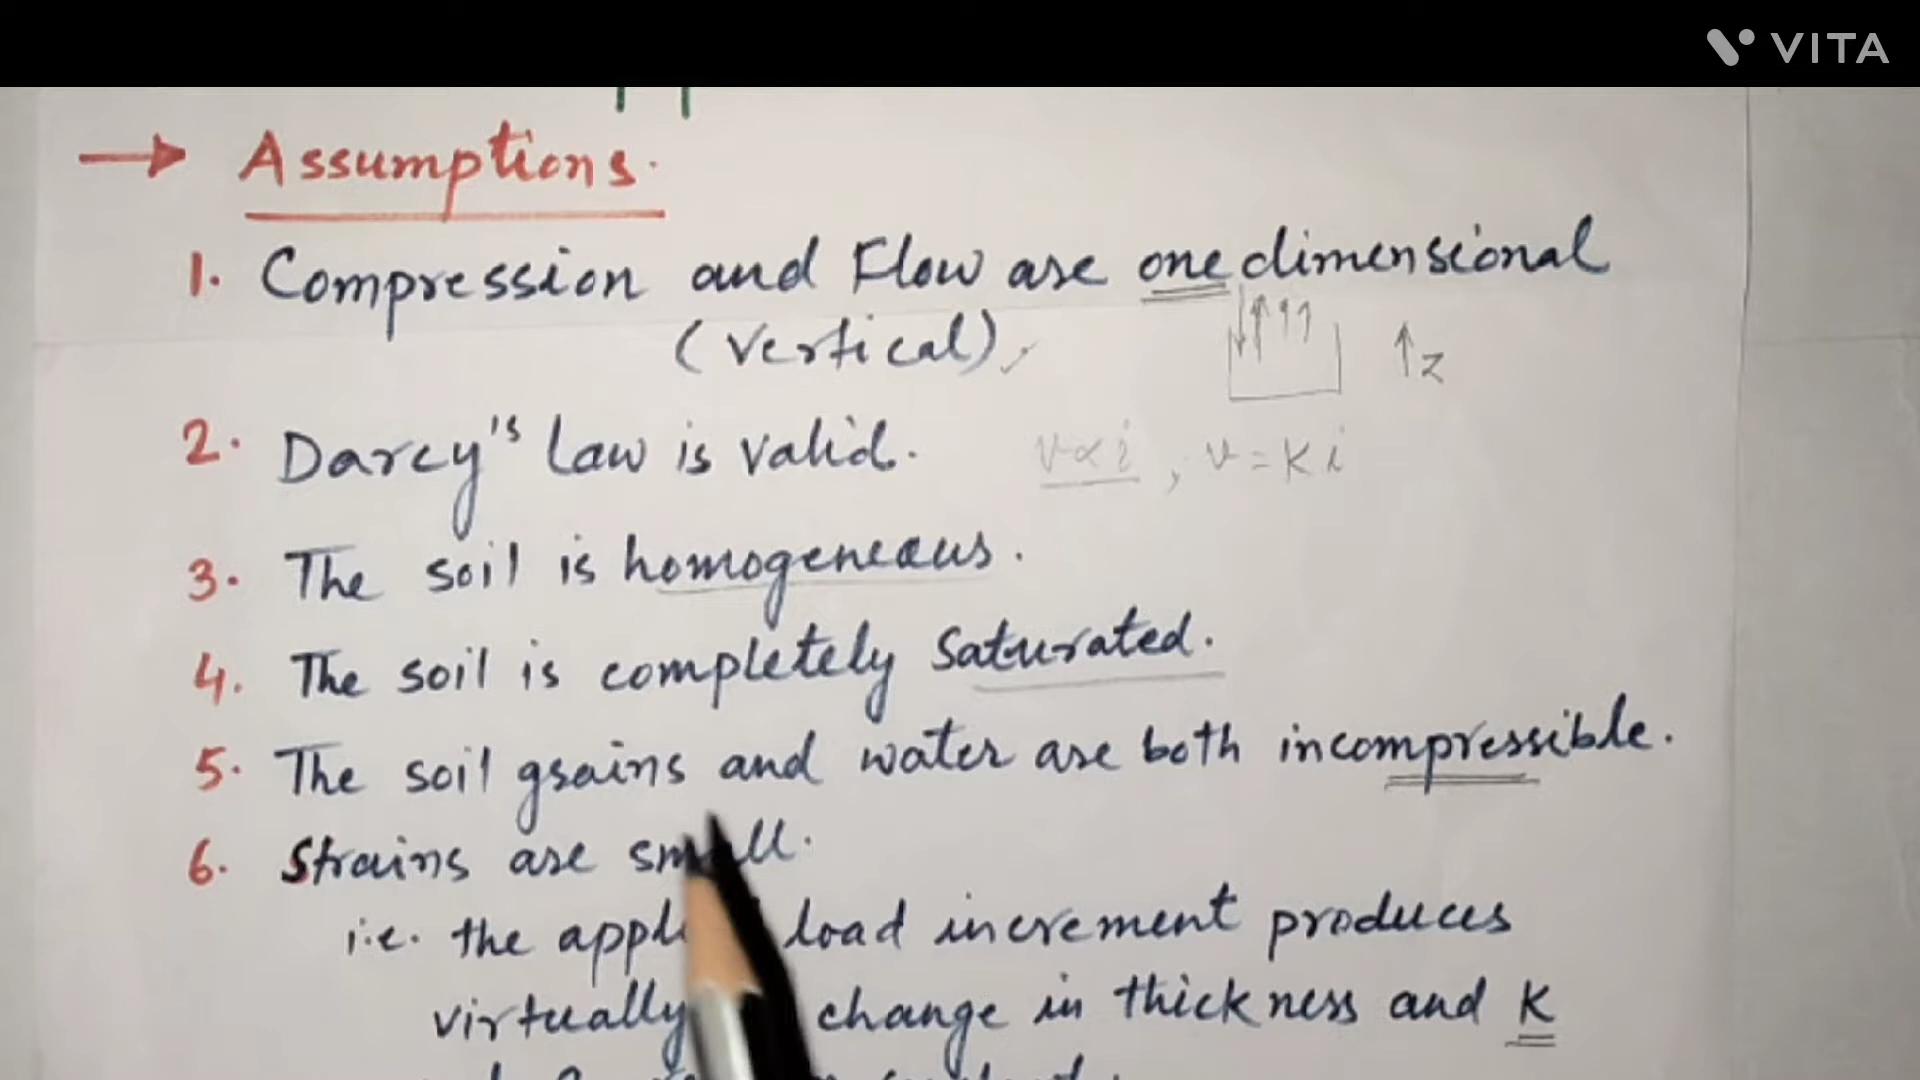 VITA
→ Assumptions.
1. Compression and Flow are one dimensional
(vertical).
↑z
2. Darcy's Law is valid. v∝i, v=Ki
3. The soil is homogeneous.
4. The soil is completely saturated.
5. The soil grains and water are both incompressible.
6. Strains are small.
i.e. the load increment produces
virtually change in thickness and K